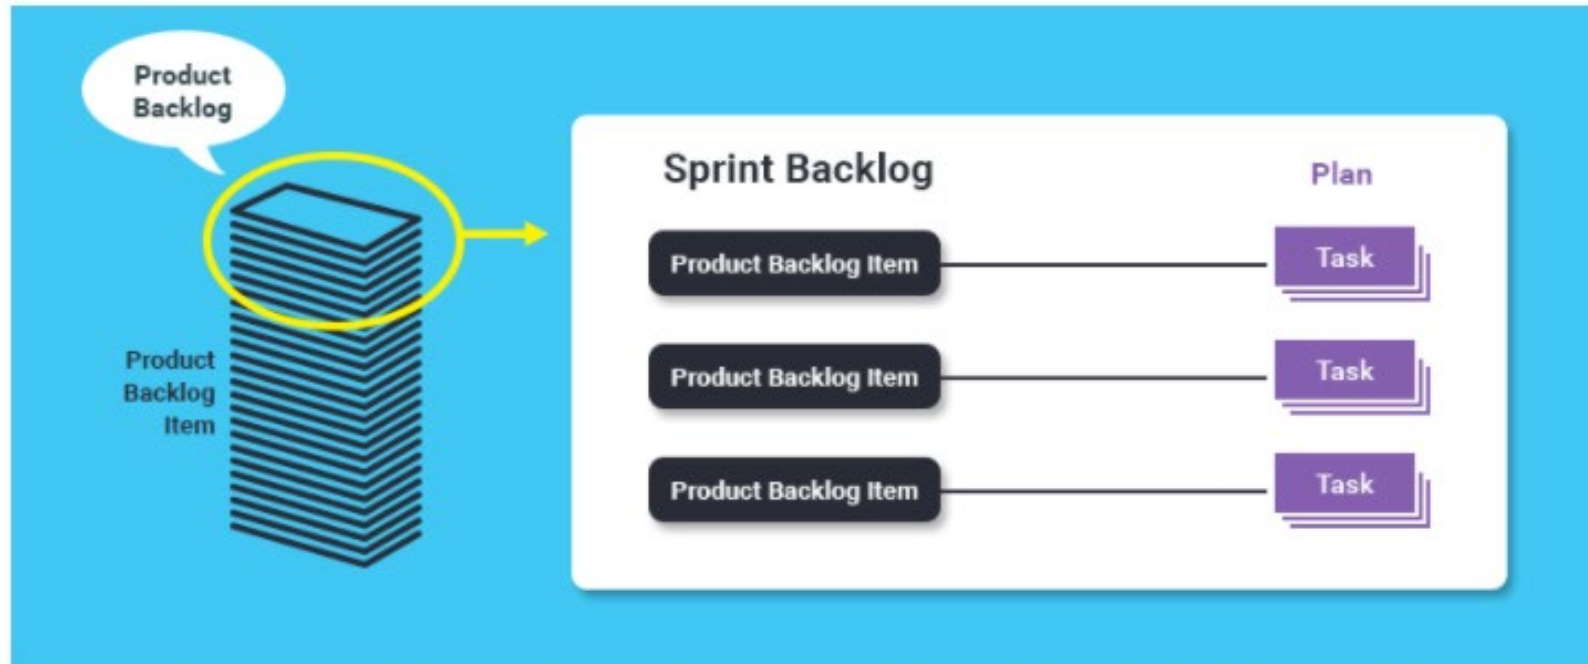 Product
Backlog
Product
Backlog
Item
Sprint Backlog
Plan
Product Backlog Item
Task
Product Backlog Item
Task
Product Backlog Item
Task